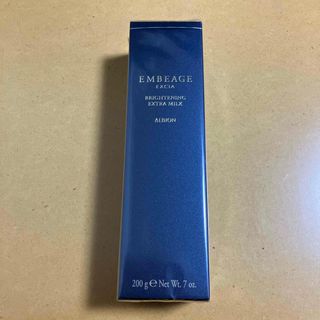 EMBEAGE
EXCIA
BRIGHTENING
EXTRA MILK
ALBION
200 g ℮ Net Wt. 7 oz.